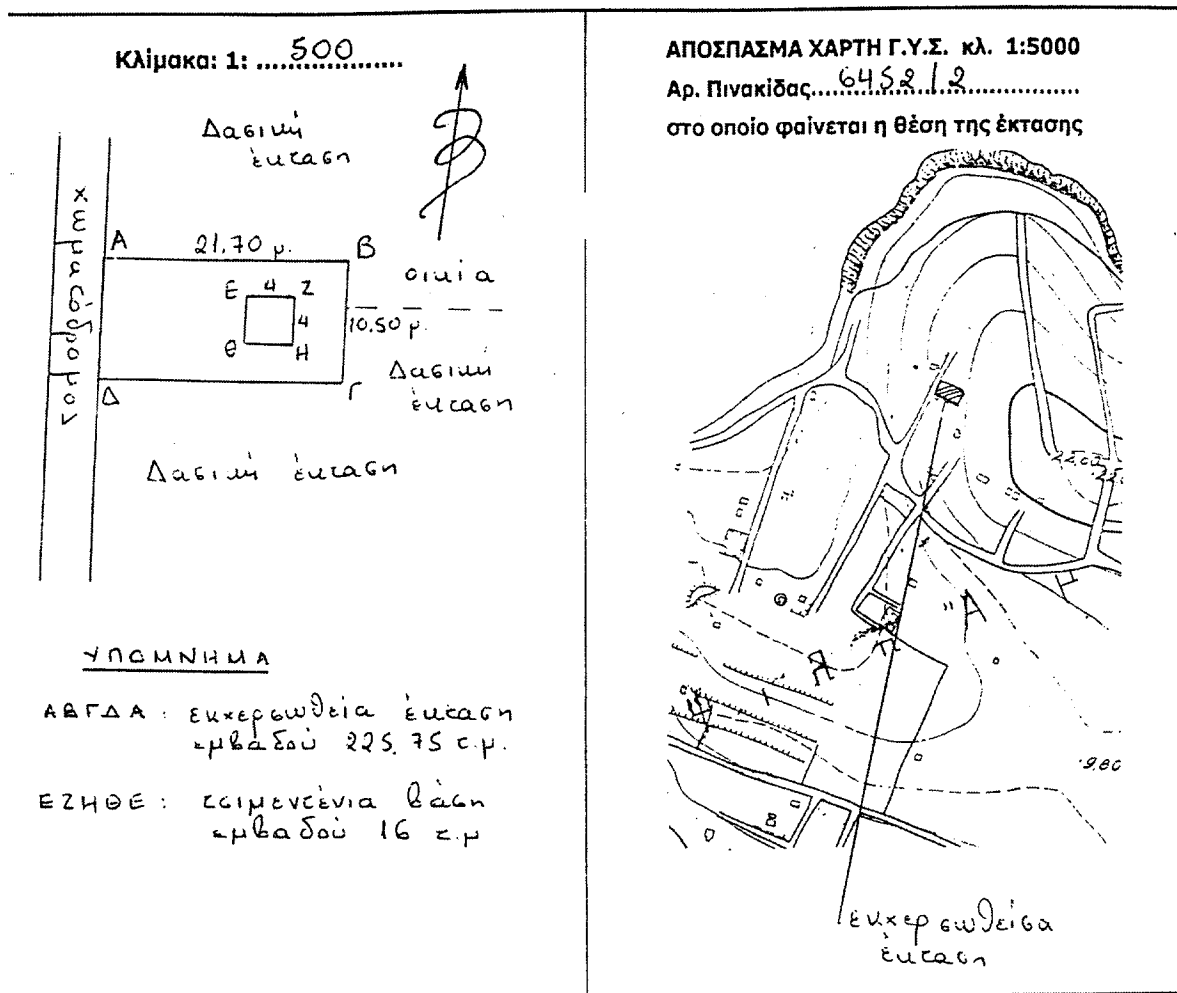 Κλίμακα: 1: ....500....
Δασική
έκταση
χωματόδρομος
Α 21.70 μ. Β
οικία
Ε 4 Ζ
4
10.50 μ.
Θ Η
Δασική
έκταση
Δ Γ
Δασική έκταση
ΥΠΟΜΝΗΜΑ
ΑΒΓΔΑ : εκχερσωθεία έκταση
εμβαδού 225,75 τ.μ.
ΕΖΗΘΕ : τσιμεντένια βάση
εμβαδού 16 τ.μ
ΑΠΟΣΠΑΣΜΑ ΧΑΡΤΗ Γ.Υ.Σ. κλ. 1:5000
Αρ. Πινακίδας....6452/2....
στο οποίο φαίνεται η θέση της έκτασης
εκχερσωθείσα
έκταση